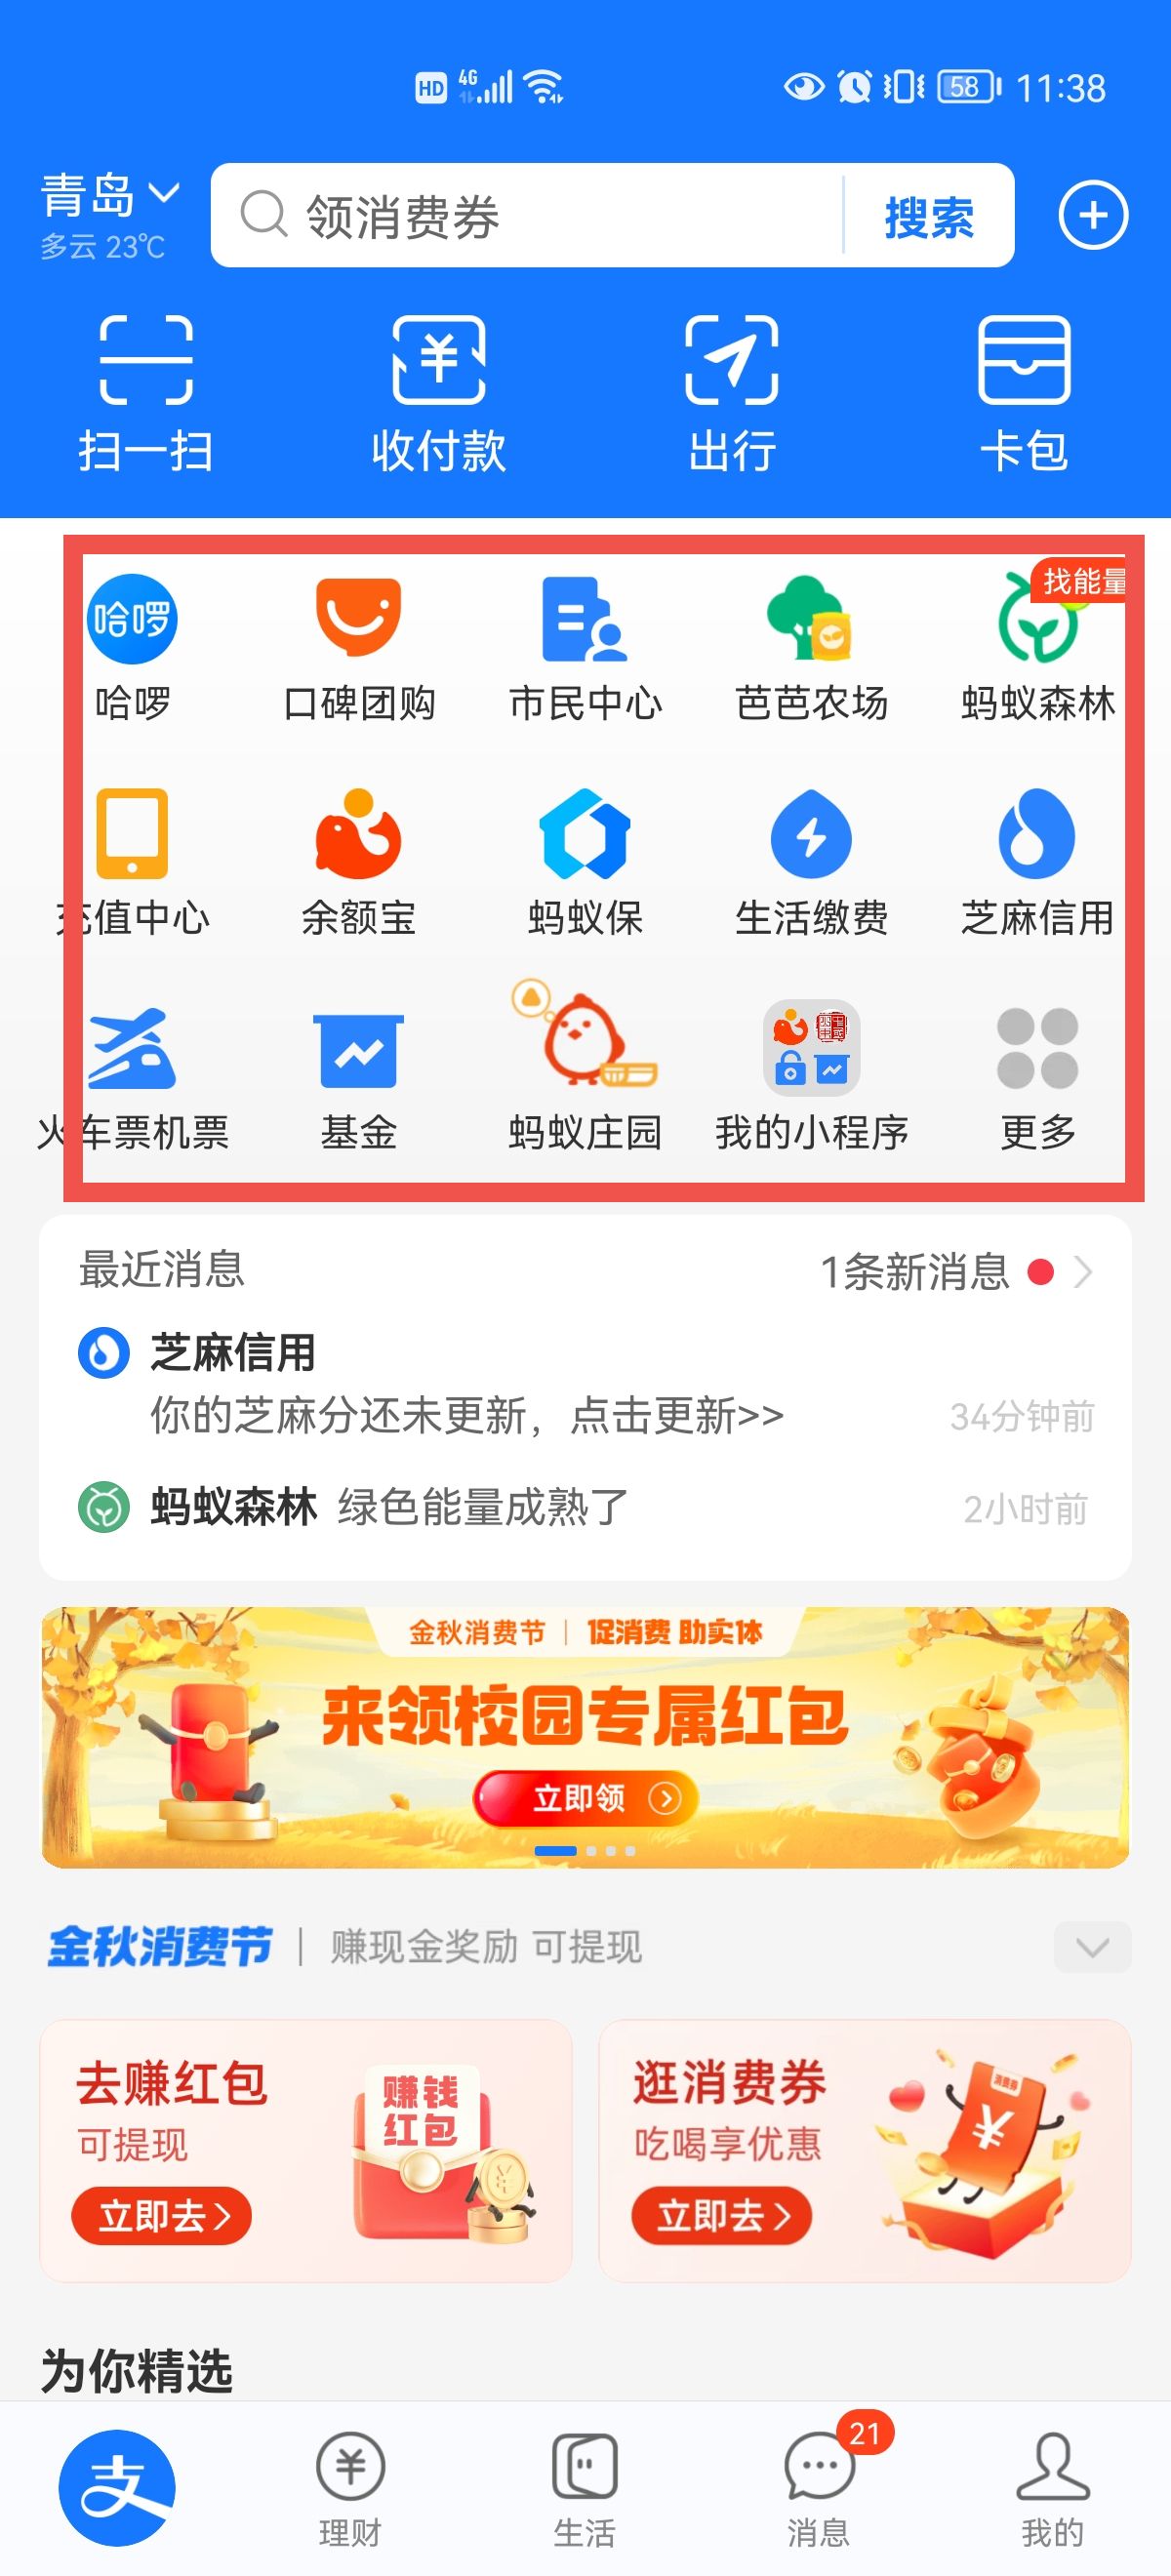 HD 4G 58 11:38
青岛
多云 23℃
领消费券 搜索
扫一扫 收付款 出行 卡包
找能量
哈啰
哈啰 口碑团购 市民中心 芭芭农场 蚂蚁森林
充值中心 余额宝 蚂蚁保 生活缴费 芝麻信用
火车票机票 基金 蚂蚁庄园 我的小程序 更多
最近消息 1条新消息
芝麻信用
你的芝麻分还未更新，点击更新>> 34分钟前
蚂蚁森林 绿色能量成熟了 2小时前
金秋消费节 | 促消费 助实体
来领校园专属红包
立即领
金秋消费节 | 赚现金奖励 可提现
去赚红包
可提现
立即去
赚钱
红包
逛消费券
吃喝享优惠
立即去
消费券
为你精选
支
21
理财 生活 消息 我的